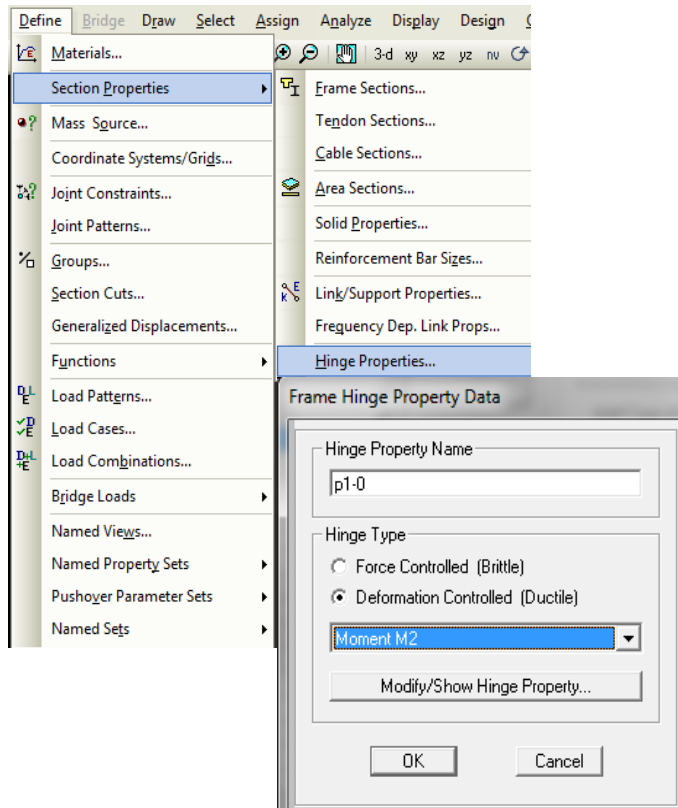 Define Bridge Draw Select Assign Analyze Display Design
Materials...
3-d xy xz yz nv
Section Properties
Frame Sections...
Mass Source...
Tendon Sections...
Coordinate Systems/Grids...
Cable Sections...
Joint Constraints...
Area Sections...
Joint Patterns...
Solid Properties...
Groups...
Reinforcement Bar Sizes...
Section Cuts...
Link/Support Properties...
Generalized Displacements...
Frequency Dep. Link Props...
Functions
Hinge Properties...
Load Patterns...
Load Cases...
Load Combinations...
Bridge Loads
Named Views...
Named Property Sets
Pushover Parameter Sets
Named Sets
Frame Hinge Property Data
Hinge Property Name
p1-0
Hinge Type
Force Controlled (Brittle)
Deformation Controlled (Ductile)
Moment M2
Modify/Show Hinge Property...
OK Cancel